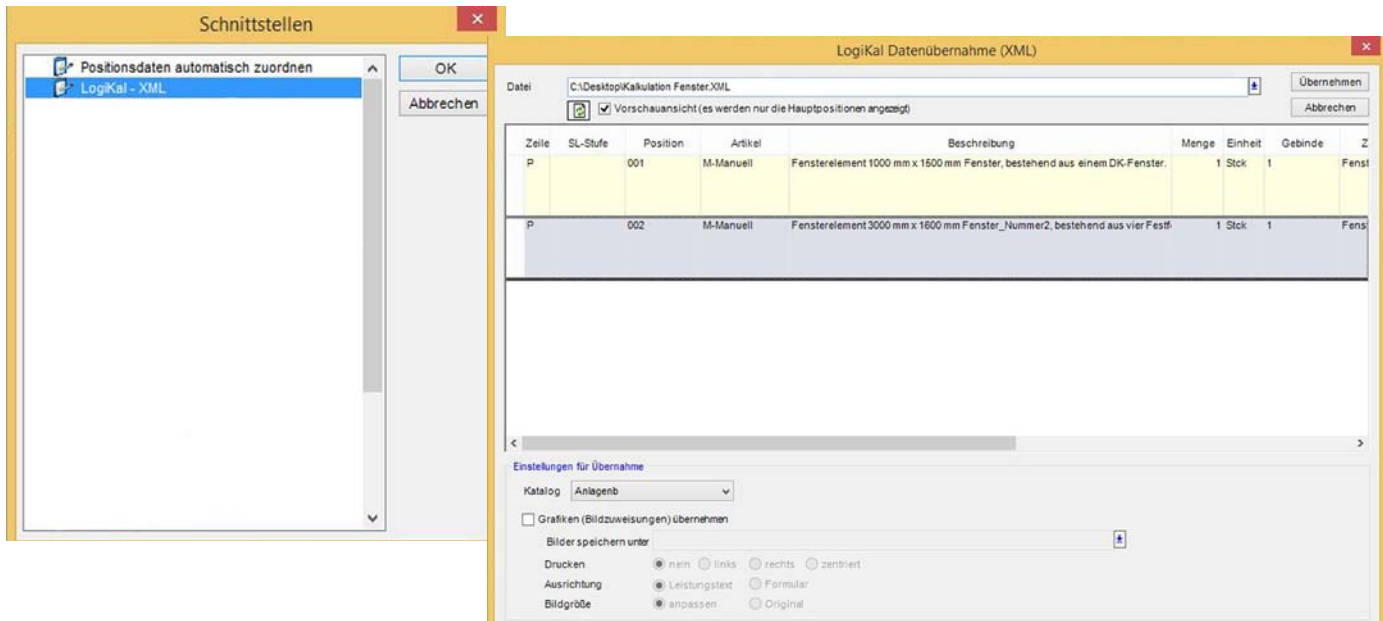 Schnittstellen
Positionsdaten automatisch zuordnen
LogiKal - XML
OK
Abbrechen
LogiKal Datenübernahme (XML)
Datei C:\Desktop\Kalkulation Fenster.XML Übernehmen
Vorschauansicht (es werden nur die Hauptpositionen angezeigt) Abbrechen
Zeile SL-Stufe Position Artikel Beschreibung Menge Einheit Gebinde Z
P 001 M-Manuell Fensterelement 1000 mm x 1500 mm Fenster, bestehend aus einem DK-Fenster. 1 Stck 1 Fenst
P 002 M-Manuell Fensterelement 3000 mm x 1600 mm Fenster_Nummer2, bestehend aus vier Festf 1 Stck 1 Fens
Einstellungen für Übernahme
Katalog Anlagenb
Grafiken (Bildzuweisungen) übernehmen
Bilder speichern unter
Drucken nein links rechts zentriert
Ausrichtung Leistungstext Formular
Bildgröße anpassen Original